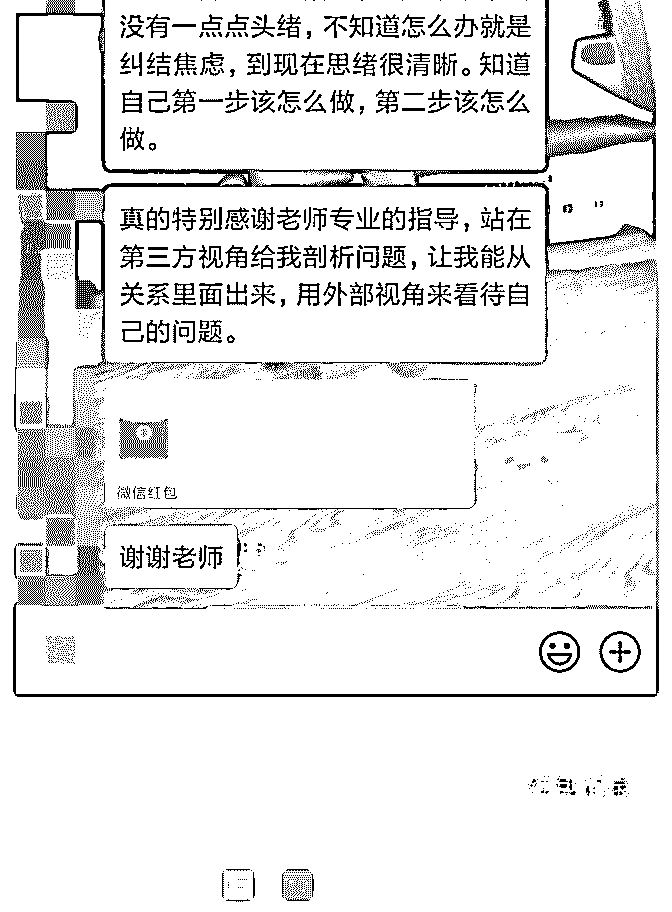 没有一点点头绪，不知道怎么办就是
纠结焦虑，到现在思绪很清晰。知道
自己第一步该怎么做，第二步该怎么
做。
真的特别感谢老师专业的指导，站在
第三方视角给我剖析问题，让我能从
关系里面出来，用外部视角来看待自
己的问题。
微信红包
谢谢老师